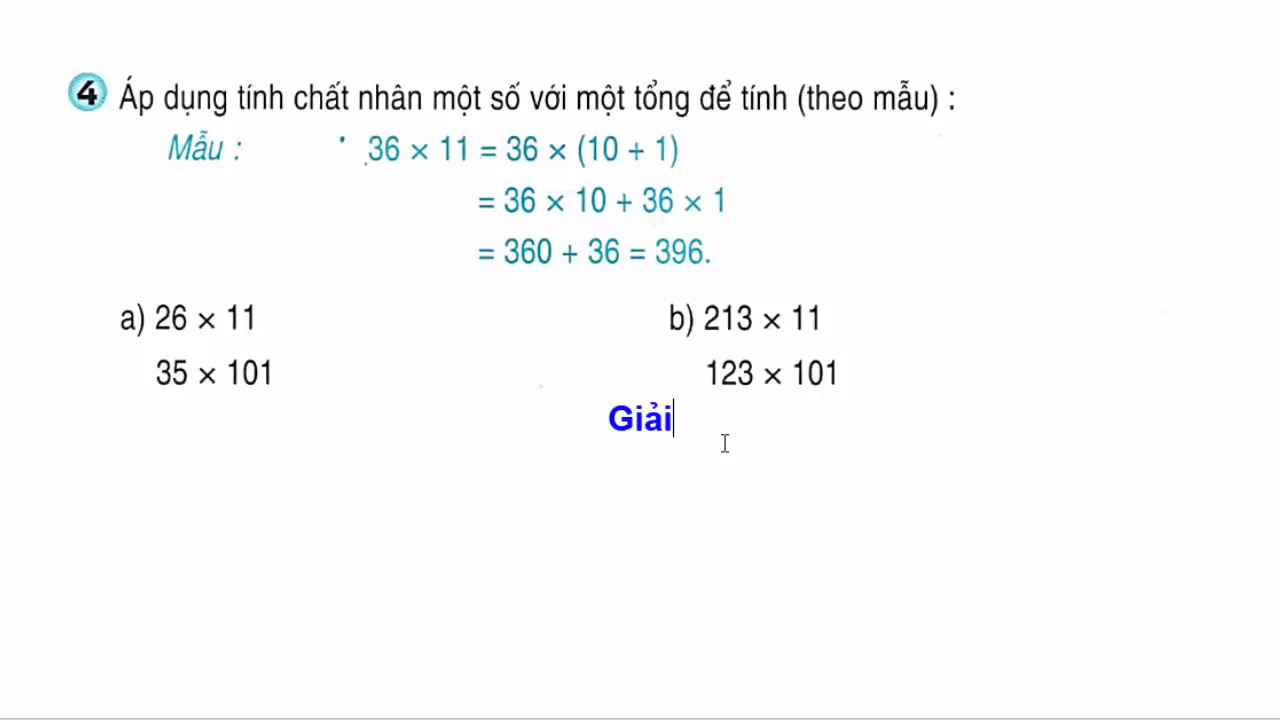 4 Áp dụng tính chất nhân một số với một tổng để tính (theo mẫu) :
Mẫu : 36 × 11 = 36 × (10 + 1)
= 36 × 10 + 36 × 1
= 360 + 36 = 396.
a) 26 × 11 b) 213 × 11
35 × 101 123 × 101
Giải